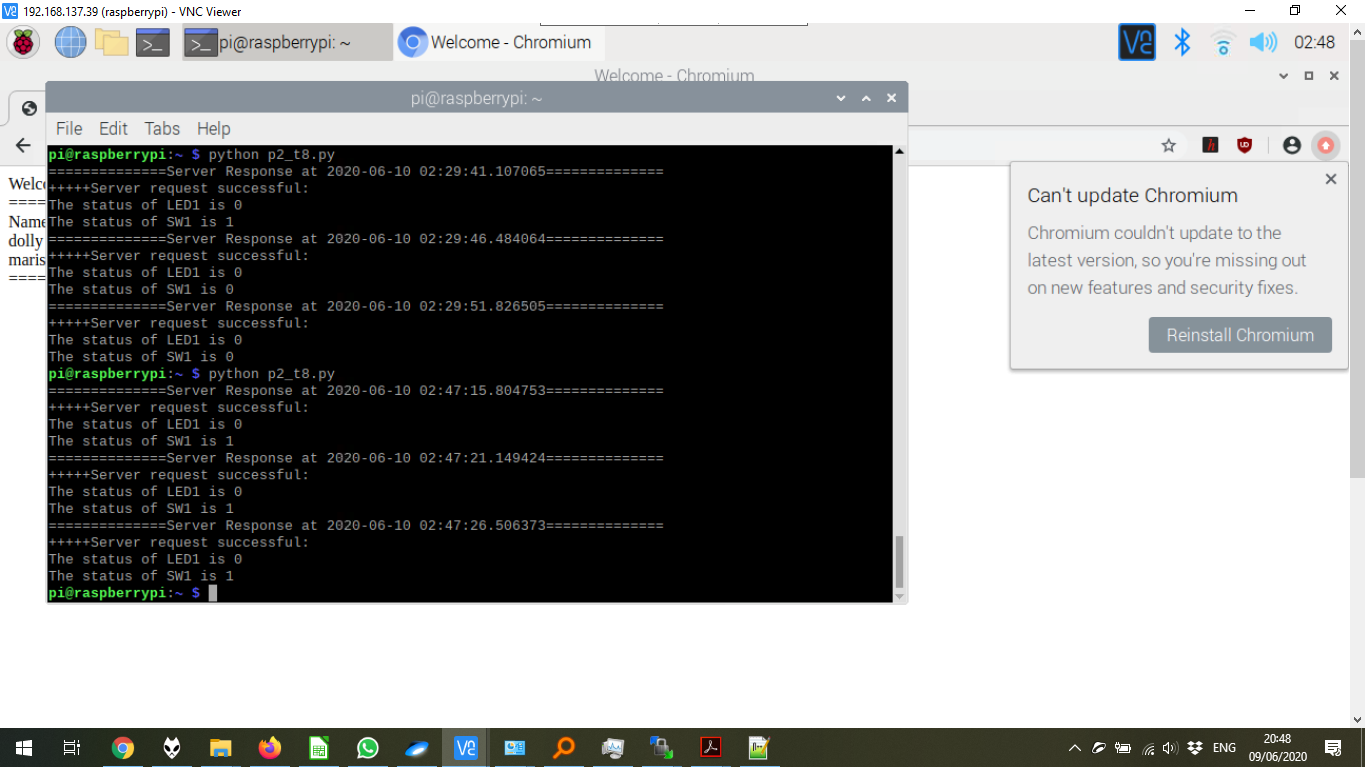 192.168.137.39 (raspberrypi) - VNC Viewer
pi@raspberrypi: ~
Welcome - Chromium
02:48
Welcome - Chromium
pi@raspberrypi: ~
File Edit Tabs Help
pi@raspberrypi:~ $ python p2_t8.py
==============Server Response at 2020-06-10 02:29:41.107065==============
+++++Server request successful:
The status of LED1 is 0
The status of SW1 is 1
==============Server Response at 2020-06-10 02:29:46.484064==============
+++++Server request successful:
The status of LED1 is 0
The status of SW1 is 0
==============Server Response at 2020-06-10 02:29:51.826505==============
+++++Server request successful:
The status of LED1 is 0
The status of SW1 is 0
pi@raspberrypi:~ $ python p2_t8.py
==============Server Response at 2020-06-10 02:47:15.804753==============
+++++Server request successful:
The status of LED1 is 0
The status of SW1 is 1
==============Server Response at 2020-06-10 02:47:21.149424==============
+++++Server request successful:
The status of LED1 is 0
The status of SW1 is 1
==============Server Response at 2020-06-10 02:47:26.506373==============
+++++Server request successful:
The status of LED1 is 0
The status of SW1 is 1
pi@raspberrypi:~ $
Welc
====
Name
dolly
maris
====
Can't update Chromium
Chromium couldn't update to the
latest version, so you're missing out
on new features and security fixes.
Reinstall Chromium
ENG
20:48
09/06/2020